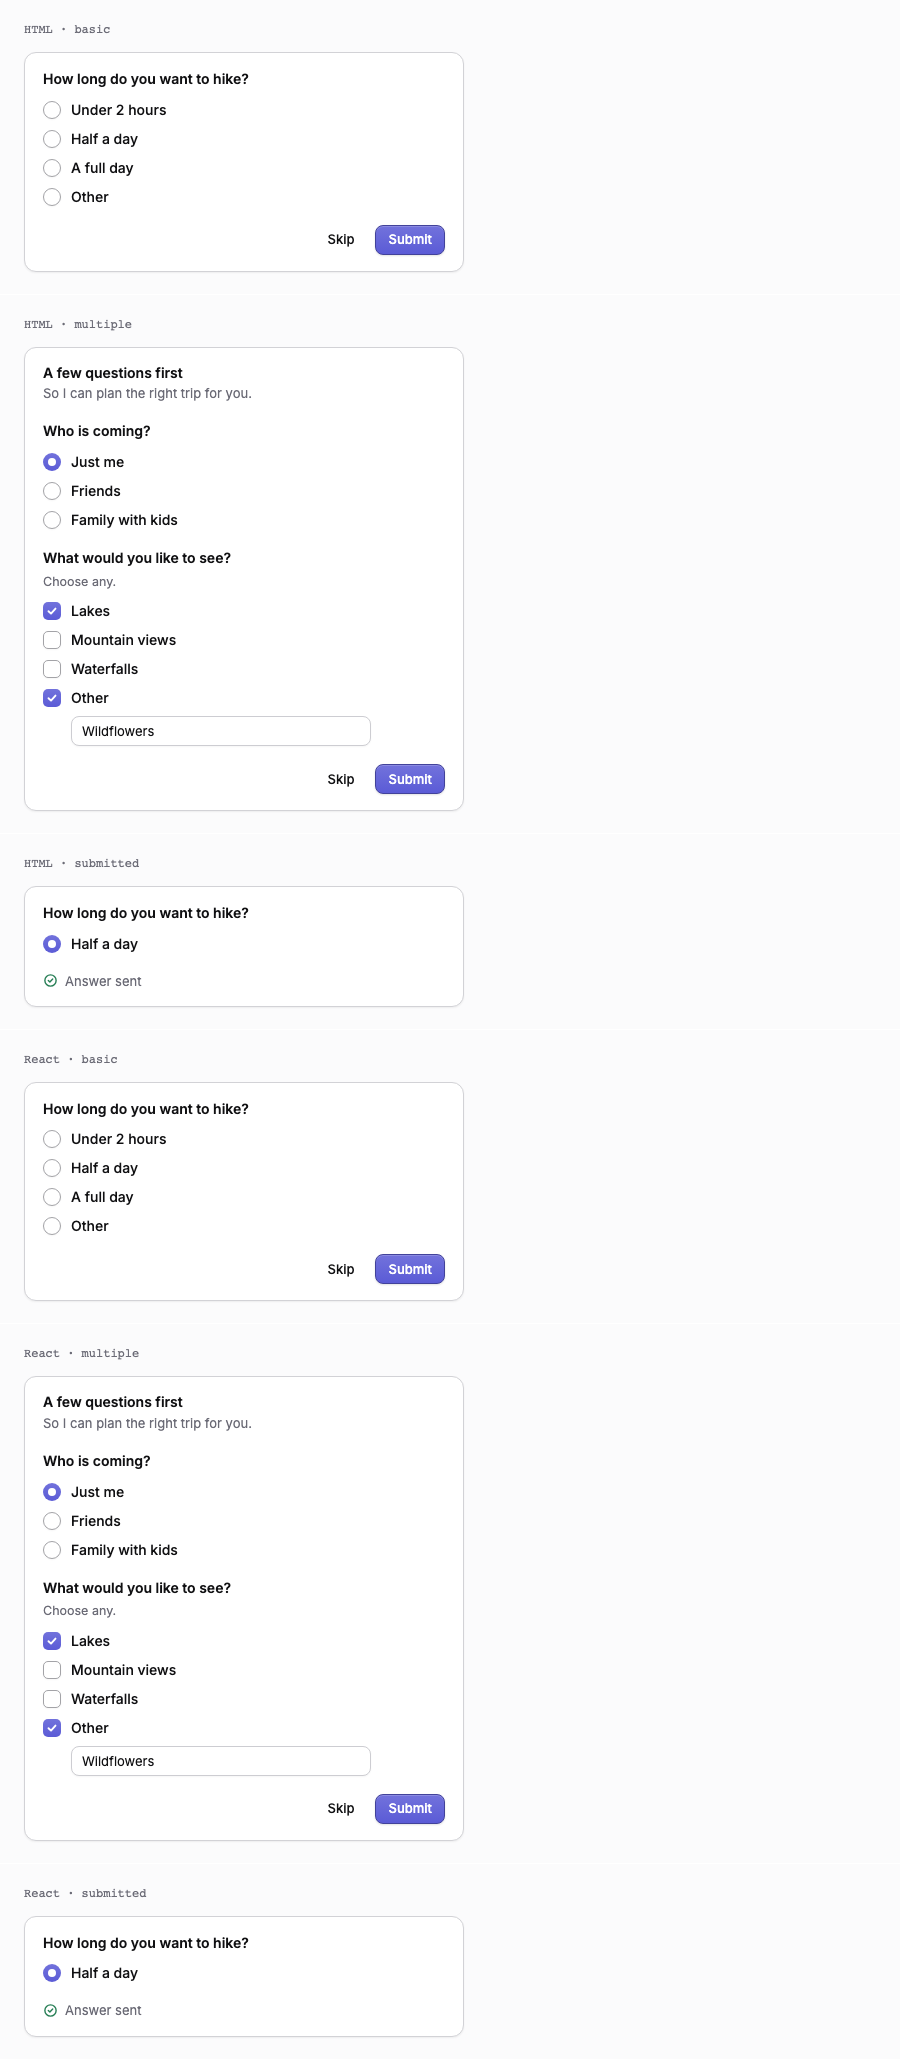 HTML · basic
How long do you want to hike?
Under 2 hours
Half a day
A full day
Other
Skip Submit
HTML · multiple
A few questions first
So I can plan the right trip for you.
Who is coming?
Just me
Friends
Family with kids
What would you like to see?
Choose any.
Lakes
Mountain views
Waterfalls
Other
Wildflowers
Skip Submit
HTML · submitted
How long do you want to hike?
Half a day
Answer sent
React · basic
How long do you want to hike?
Under 2 hours
Half a day
A full day
Other
Skip Submit
React · multiple
A few questions first
So I can plan the right trip for you.
Who is coming?
Just me
Friends
Family with kids
What would you like to see?
Choose any.
Lakes
Mountain views
Waterfalls
Other
Wildflowers
Skip Submit
React · submitted
How long do you want to hike?
Half a day
Answer sent